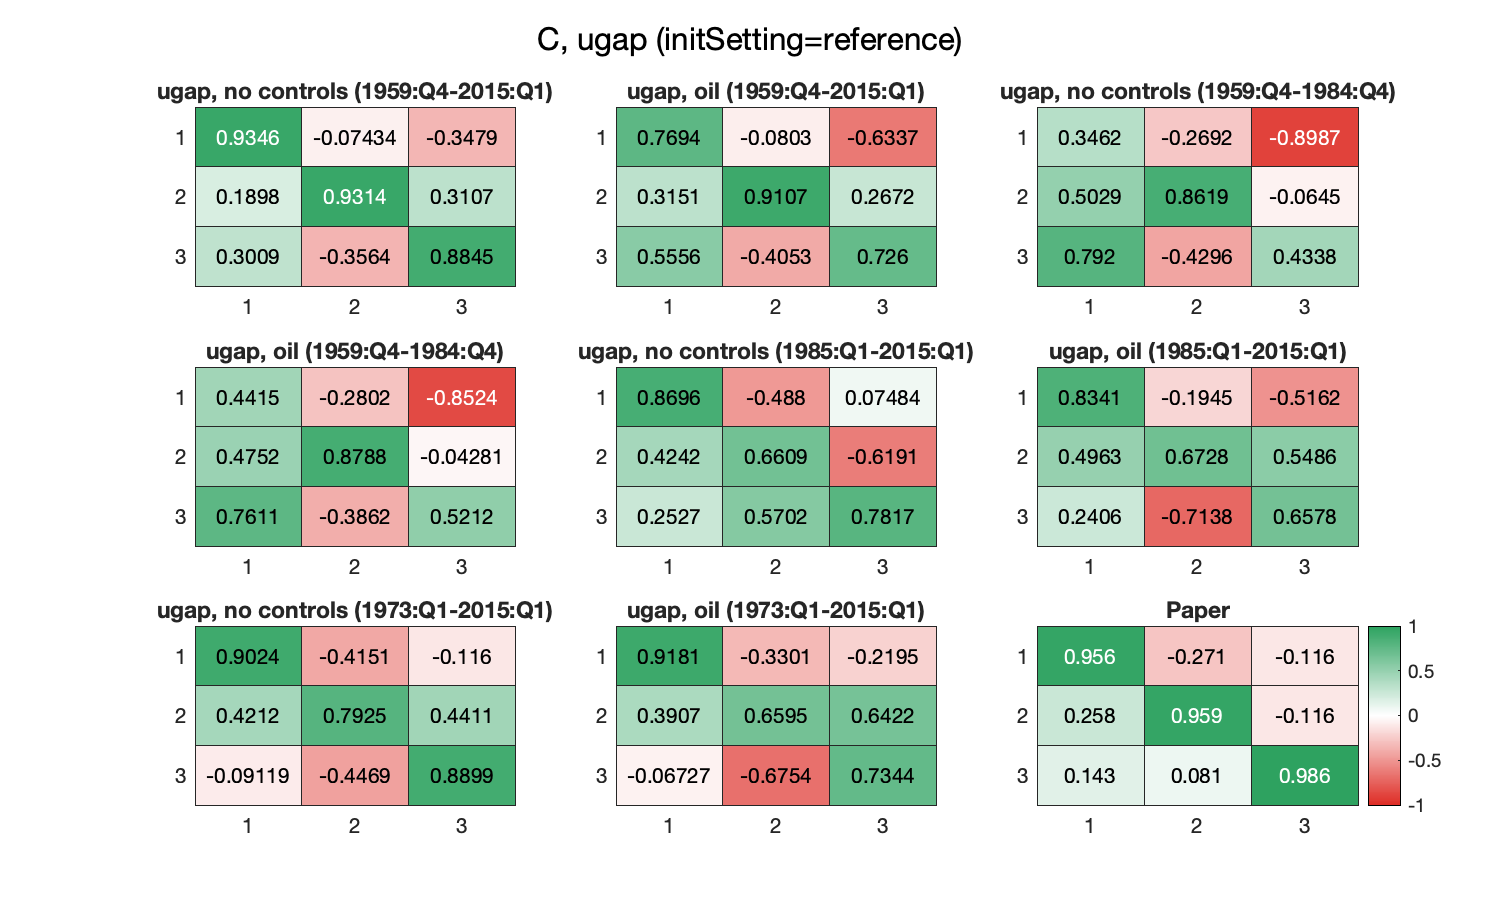 C, ugap (initSetting=reference)
ugap, no controls (1959:Q4-2015:Q1)
1 0.9346 -0.07434 -0.3479
2 0.1898 0.9314 0.3107
3 0.3009 -0.3564 0.8845
1 2 3
ugap, oil (1959:Q4-2015:Q1)
1 0.7694 -0.0803 -0.6337
2 0.3151 0.9107 0.2672
3 0.5556 -0.4053 0.726
1 2 3
ugap, no controls (1959:Q4-1984:Q4)
0.3462 -0.2692 -0.8987
1
2 0.5029 0.8619 -0.0645
3 0.792 -0.4296 0.4338
1 2 3
ugap, oil (1959:Q4-1984:Q4)
1 0.4415 -0.2802 -0.8524
2 0.4752 0.8788 -0.04281
3 0.7611 -0.3862 0.5212
1 2 3
ugap, no controls (1985:Q1-2015:Q1)
1 0.8696 -0.488 0.07484
2 0.4242 0.6609 -0.6191
3 0.2527 0.5702 0.7817
1 2 3
ugap, oil (1985:Q1-2015:Q1)
1 0.8341 -0.1945 -0.5162
2 0.4963 0.6728 0.5486
3 0.2406 -0.7138 0.6578
1 2 3
ugap, no controls (1973:Q1-2015:Q1)
1 0.9024 -0.4151 -0.116
2 0.4212 0.7925 0.4411
3 -0.09119 -0.4469 0.8899
1 2 3
ugap, oil (1973:Q1-2015:Q1)
1 0.9181 -0.3301 -0.2195
2 0.3907 0.6595 0.6422
3 -0.06727 -0.6754 0.7344
1 2 3
Paper
1 0.956 -0.271 -0.116
2 0.258 0.959 -0.116
3 0.143 0.081 0.986
1 2 3
1
0.5
0
-0.5
-1